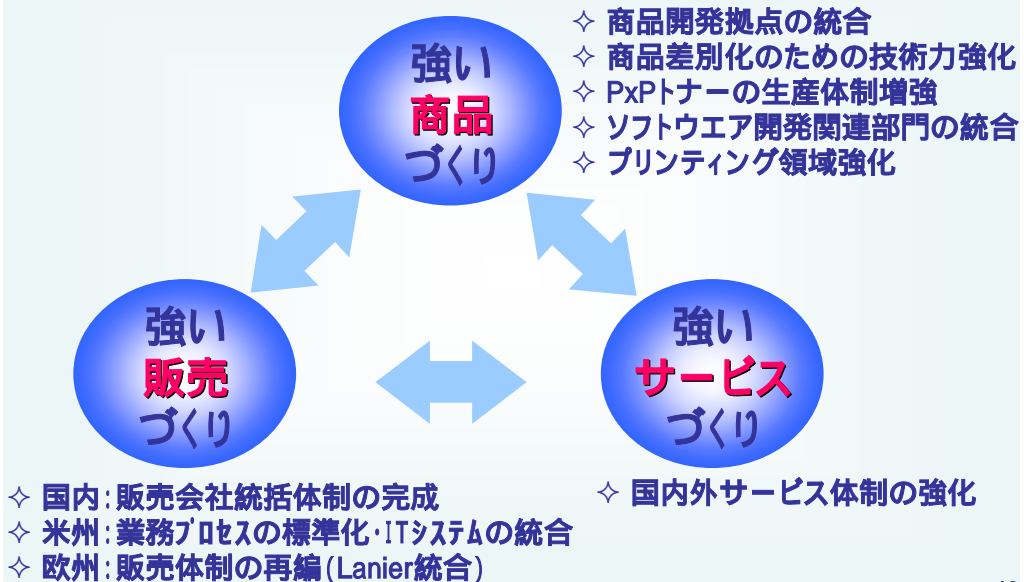 強い
商品
づくり
✧ 商品開発拠点の統合
✧ 商品差別化のための技術力強化
✧ PxPトナーの生産体制増強
✧ ソフトウエア開発関連部門の統合
✧ プリンティング領域強化
強い
販売
づくり
強い
サービス
づくり
✧ 国内:販売会社統括体制の完成
✧ 米州:業務ﾌﾟﾛｾｽの標準化･ITｼｽﾃﾑの統合
✧ 欧州:販売体制の再編(Lanier統合)
✧ 国内外サービス体制の強化